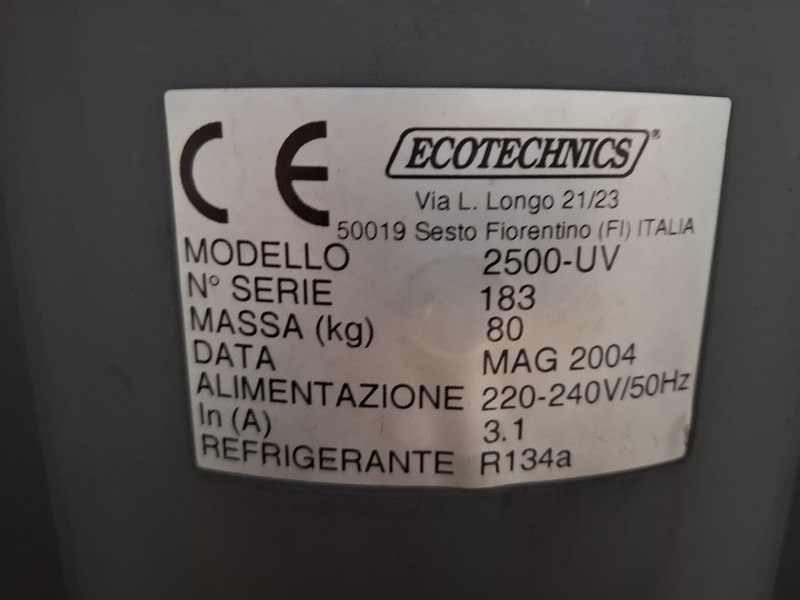 CE
ECOTECHNICS®
Via L. Longo 21/23
50019 Sesto Fiorentino (FI) ITALIA
MODELLO 2500-UV
N° SERIE 183
MASSA (kg) 80
DATA MAG 2004
ALIMENTAZIONE 220-240V/50Hz
In (A) 3.1
REFRIGERANTE R134a